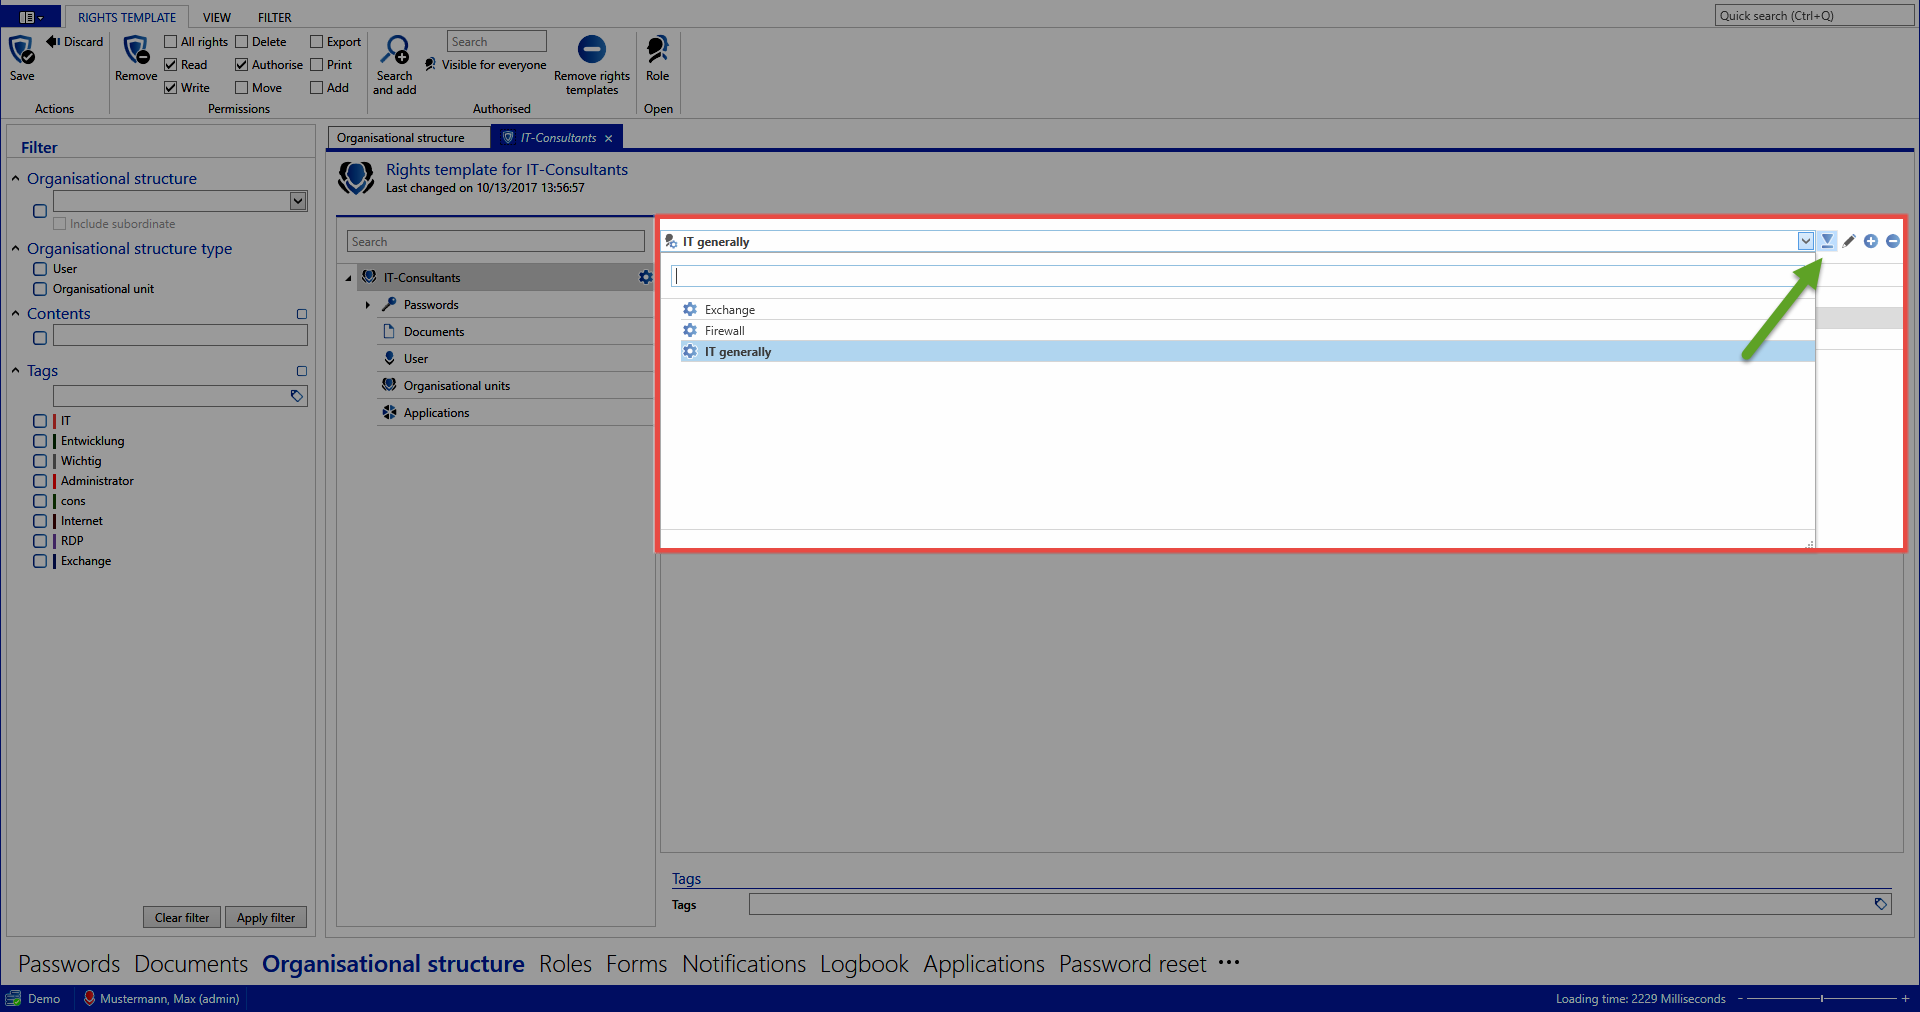 RIGHTS TEMPLATE VIEW FILTER Quick search (Ctrl+Q)
Save
Discard
Actions
Remove
All rights Delete Export
Read Authorise Print
Write Move Add
Permissions
Search and add
Search
Visible for everyone
Remove rights templates
Authorised
Role
Open
Filter
Organisational structure
Include subordinate
Organisational structure type
User
Organisational unit
Contents
Tags
IT
Entwicklung
Wichtig
Administrator
cons
Internet
RDP
Exchange
Clear filter Apply filter
Organisational structure IT-Consultants
Rights template for IT-Consultants
Last changed on 10/13/2017 13:56:57
Search
IT-Consultants
Passwords
Documents
User
Organisational units
Applications
IT generally
Exchange
Firewall
IT generally
Tags
Tags
Passwords Documents Organisational structure Roles Forms Notifications Logbook Applications Password reset ...
Demo Mustermann, Max (admin) Loading time: 2229 Milliseconds - +